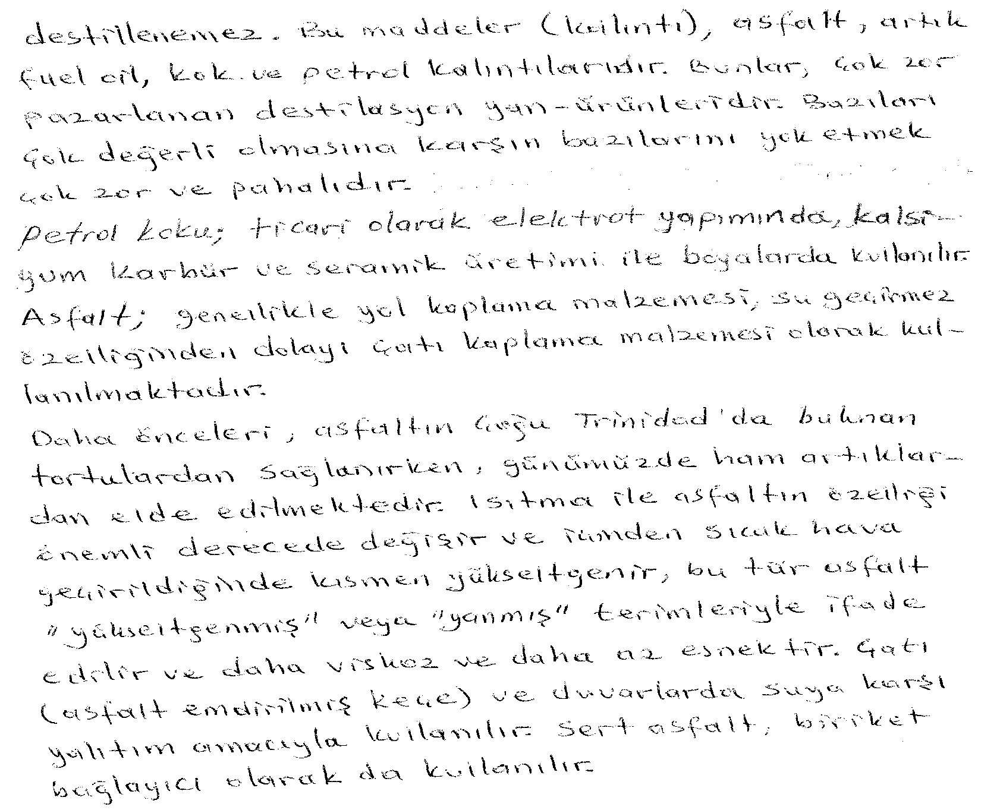 destillenemez. Bu maddeler (kalıntı), asfalt, artık
fuel oil, kok ve petrol kalıntılarıdır. Bunlar, çok zor
pazarlanan destilasyon yan-ürünleridir. Bazıları
çok değerli olmasına karşın bazılarını yok etmek
çok zor ve pahalıdır.
Petrol koku; ticari olarak elektrot yapımında, kalsi-
yum karbür ve seramik üretimi ile boyalarda kullanılır.
Asfalt; genellikle yol kaplama malzemesi, su geçirmez
özelliğinden dolayı çatı kaplama malzemesi olarak kul-
lanılmaktadır.
Daha önceleri, asfaltın çoğu Trinidad'da bulunan
tortulardan sağlanırken, günümüzde ham artıklar-
dan elde edilmektedir. Isıtma ile asfaltın özelliği
önemli derecede değişir ve içimden sıcak hava
geçirildiğinde kısmen yükseltgenir, bu tür asfalt
"yükseltgenmiş" veya "yanmış" terimleriyle ifade
edilir ve daha viskoz ve daha az esnektir. Çatı
(asfalt emdirilmiş keçe) ve duvarlarda suya karşı
yalıtım amacıyla kullanılır. Sert asfalt, biriket
bağlayıcı olarak da kullanılır.